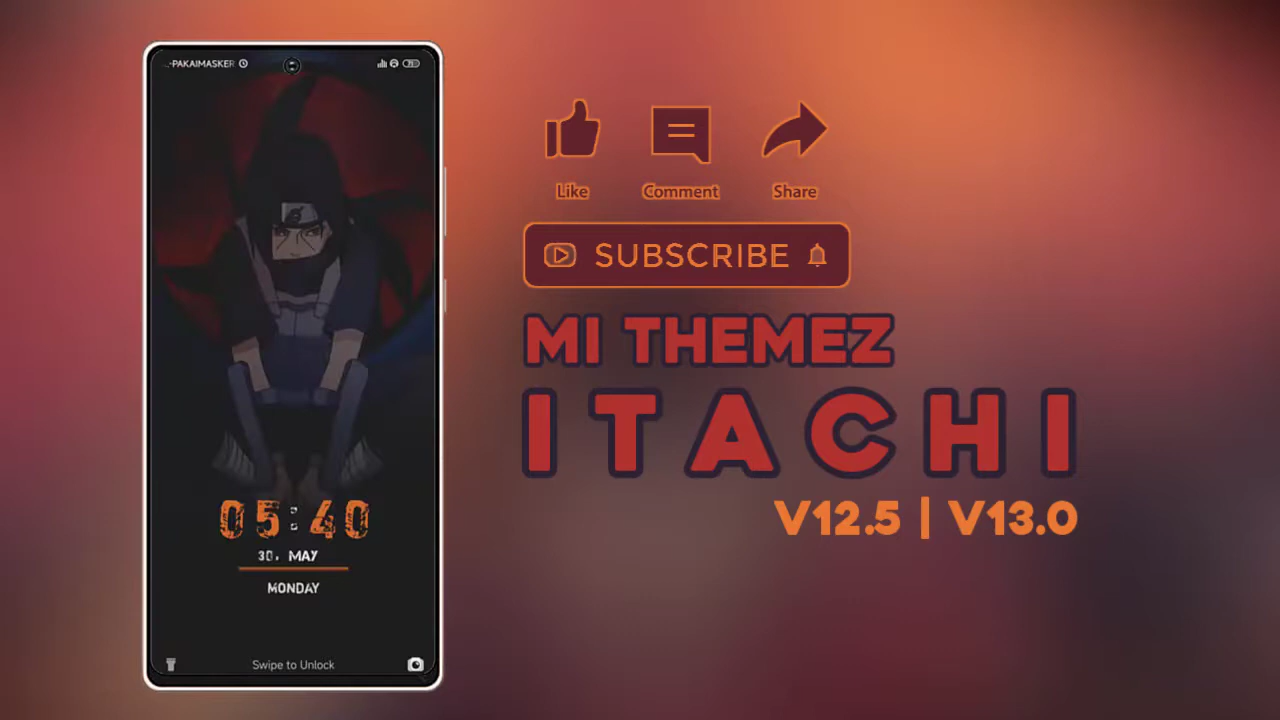 -PAKAIMASKER
05:40
30. MAY
MONDAY
Swipe to Unlock
Like
Comment
Share
SUBSCRIBE
MI THEMEZ
ITACHI
V12.5 | V13.0